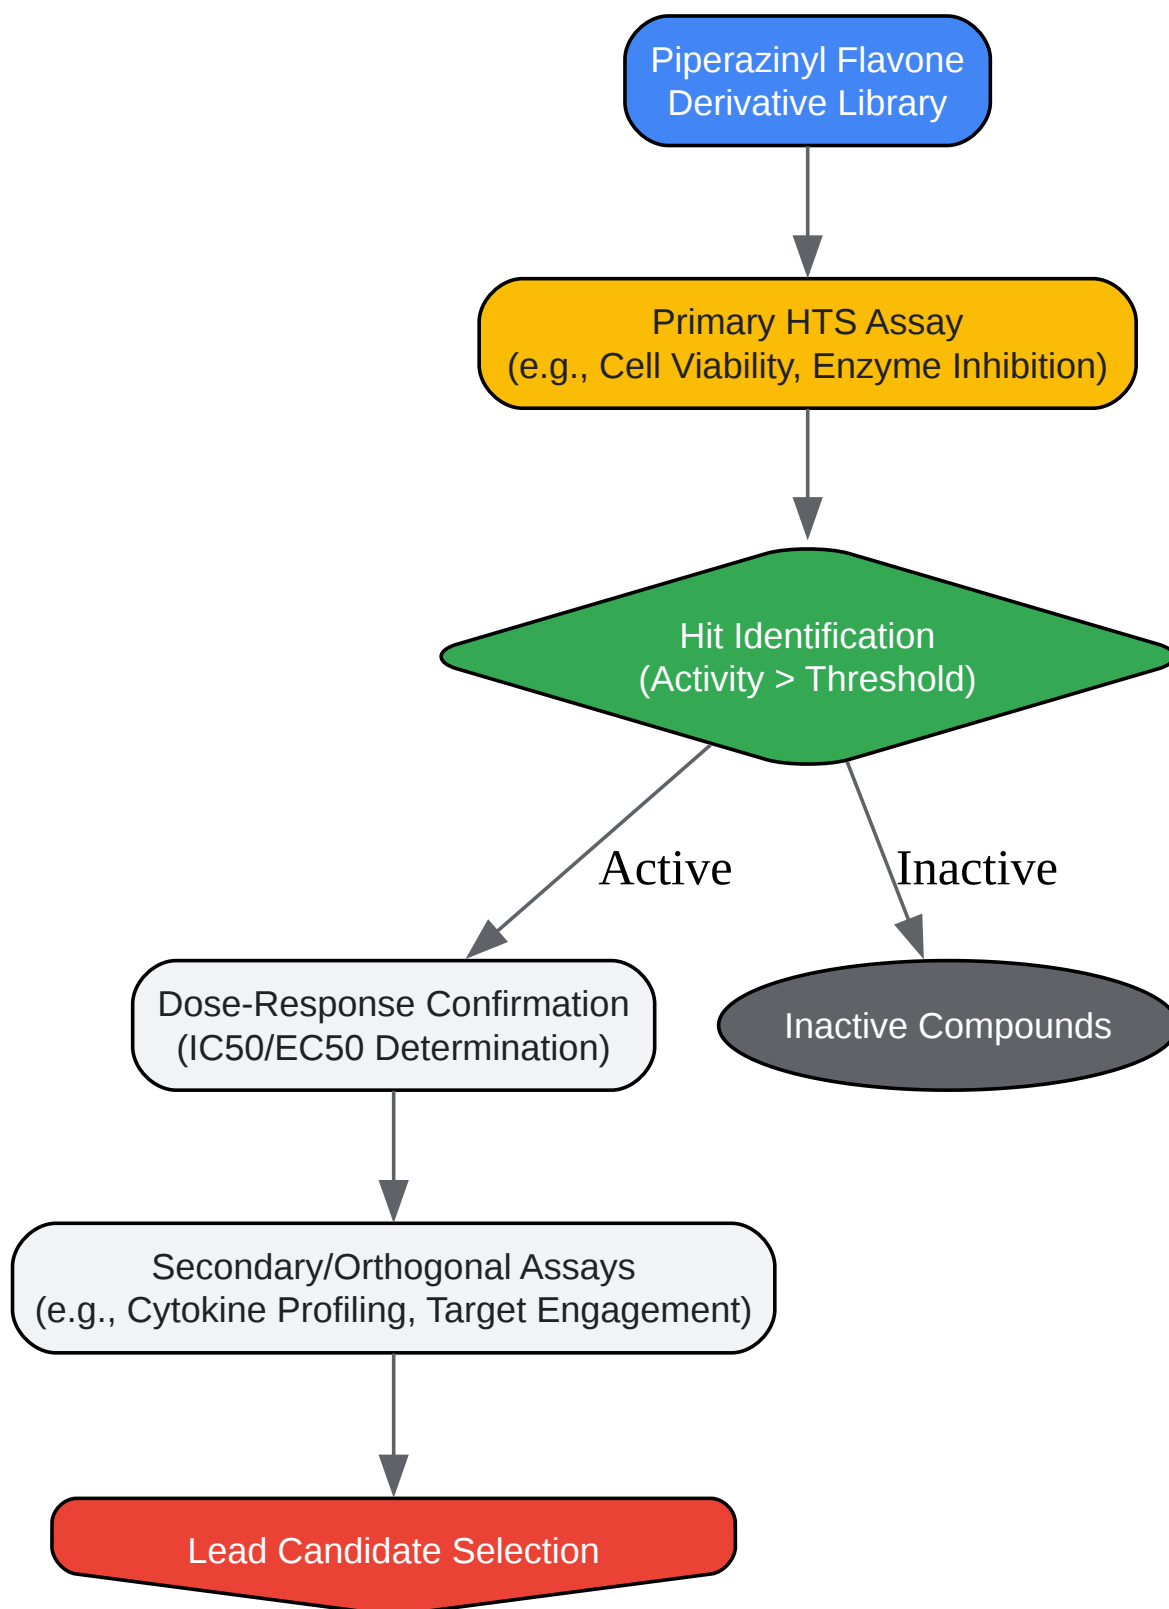 Piperazinyl Flavone
Derivative Library
Primary HTS Assay
(e.g., Cell Viability, Enzyme Inhibition)
Hit Identification
(Activity > Threshold)
Active
Inactive
Dose-Response Confirmation
(IC50/EC50 Determination)
Inactive Compounds
Secondary/Orthogonal Assays
(e.g., Cytokine Profiling, Target Engagement)
Lead Candidate Selection